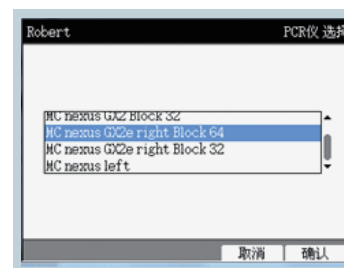 Robert PCR仪 选择
MC nexus GX2 Block 32
MC nexus GX2e right Block 64
MC nexus GX2e right Block 32
MC nexus left
取消 确认